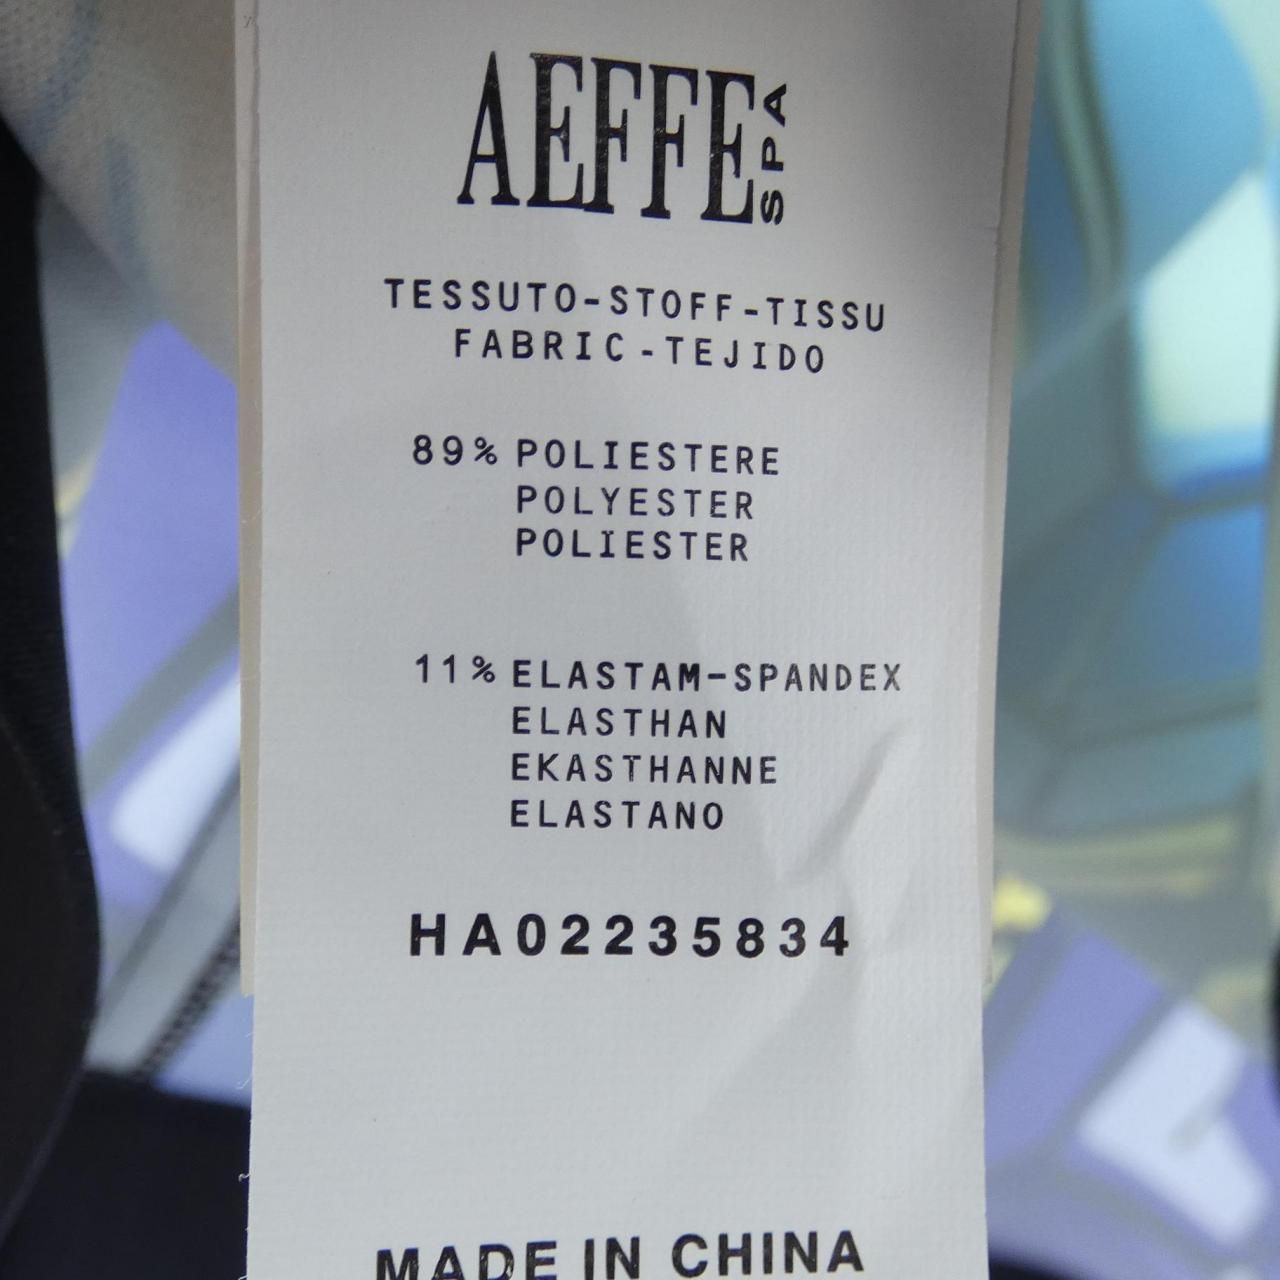 AEFFE SPA
TESSUTO-STOFF-TISSU
FABRIC-TEJIDO
89% POLIESTERE
POLYESTER
POLIESTER
11% ELASTAM-SPANDEX
ELASTHAN
EKASTHANNE
ELASTANO
HA02235834
MADE IN CHINA